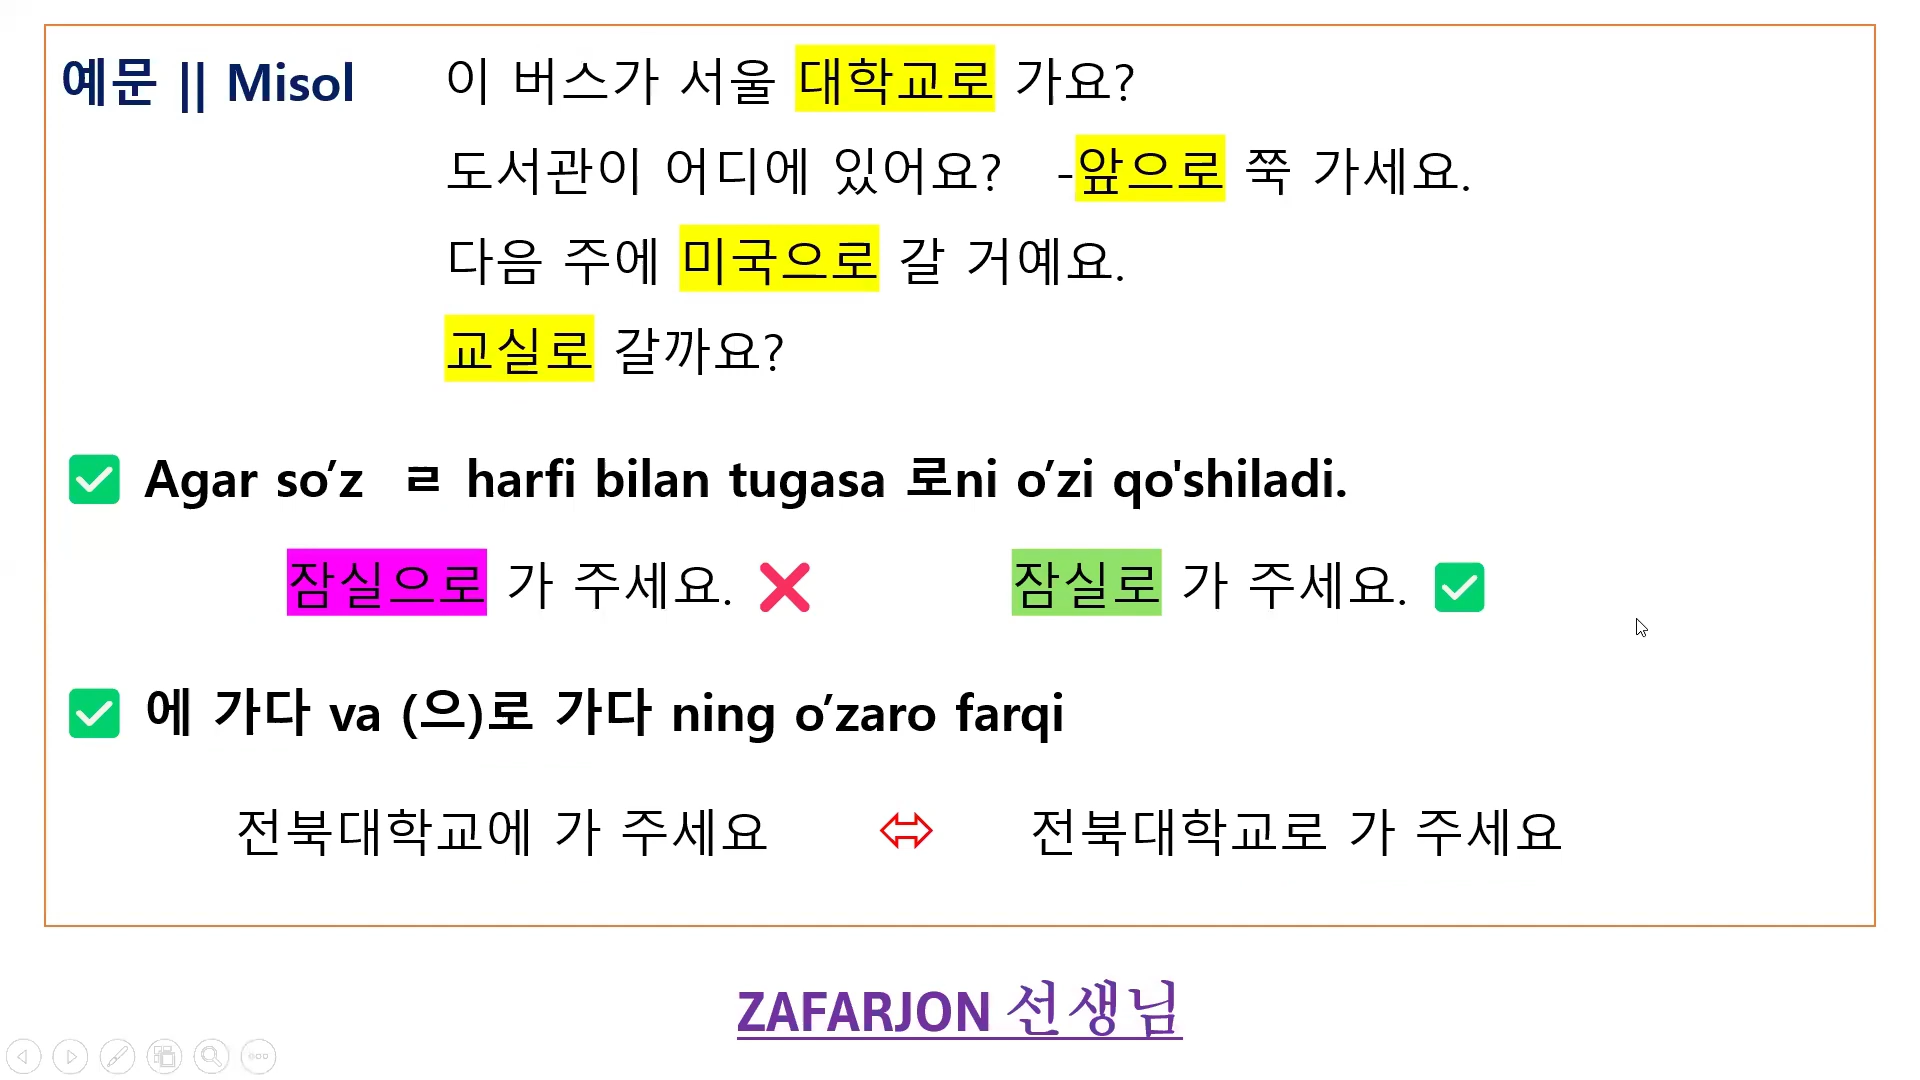 예문 || Misol 이 버스가 서울 대학교로 가요?
도서관이 어디에 있어요? -앞으로 쭉 가세요.
다음 주에 미국으로 갈 거예요.
교실로 갈까요?
Agar so’z ㄹ harfi bilan tugasa 로ni o’zi qo'shiladi.
잠실으로 가 주세요. 잠실로 가 주세요.
에 가다 va (으)로 가다 ning o’zaro farqi
전북대학교에 가 주세요 전북대학교로 가 주세요
ZAFARJON 선생님